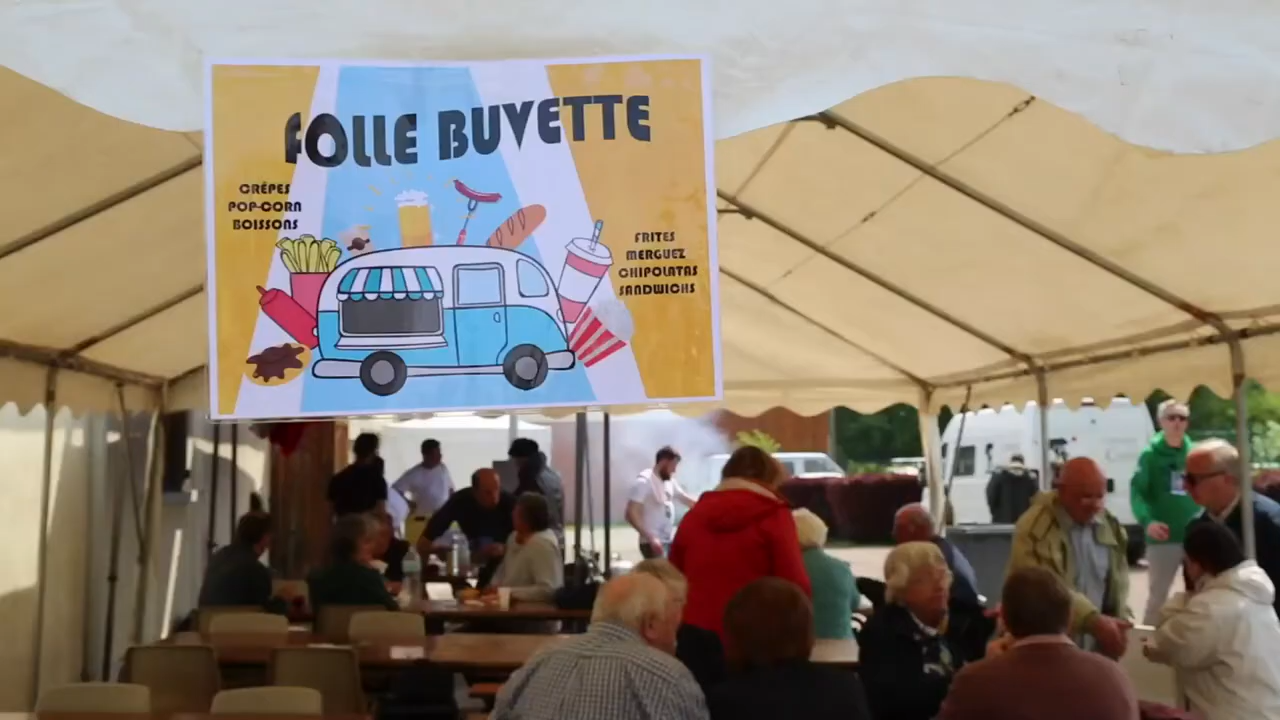 FOLLE BUVETTE
CRÊPES
POP-CORN
BOISSONS
FRITES
MERGUEZ
CHIPOLATAS
SANDWICHS